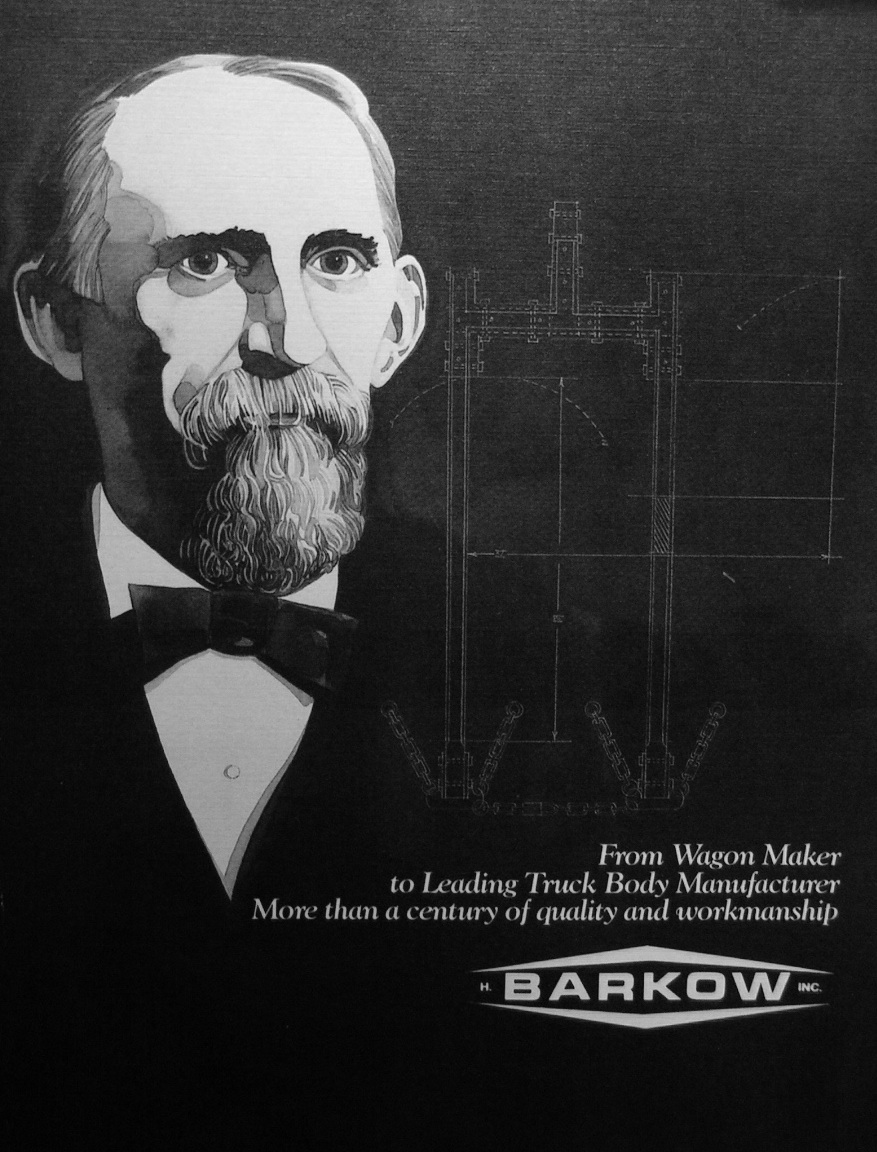 From Wagon Maker
to Leading Truck Body Manufacturer
More than a century of quality and workmanship
H. BARKOW INC.